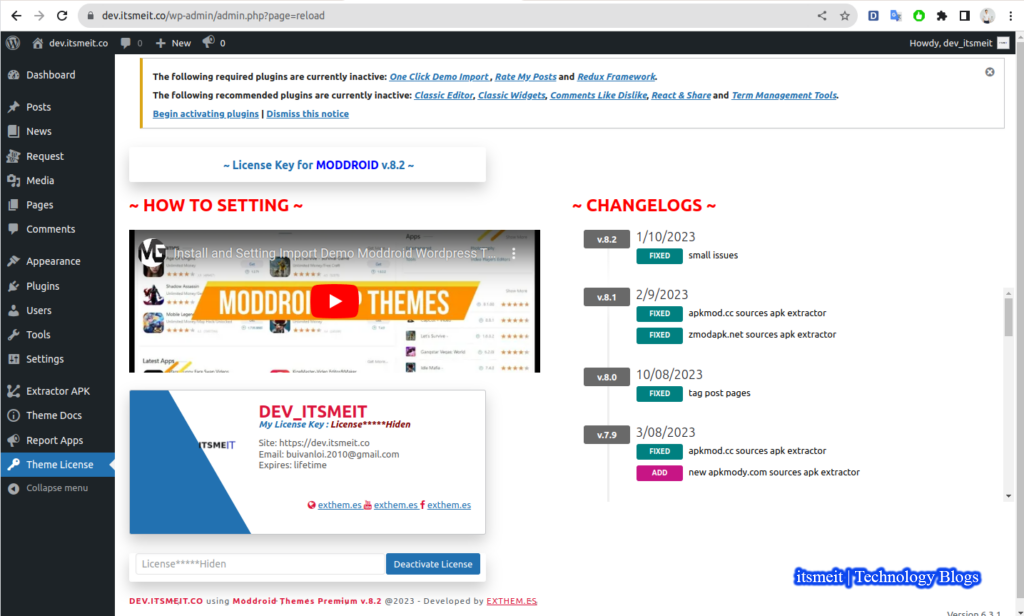 dev.itsmeit.co/wp-admin/admin.php?page=reload
dev.itsmeit.co 0 New 0
Howdy, dev_itsmeit
Dashboard
Posts
News
Request
Media
Pages
Comments
Appearance
Plugins
Users
Tools
Settings
Extractor APK
Theme Docs
Report Apps
Theme License
Collapse menu
The following required plugins are currently inactive: One Click Demo Import , Rate My Posts and Redux Framework.
The following recommended plugins are currently inactive: Classic Editor, Classic Widgets, Comments Like Dislike, React & Share and Term Management Tools.
Begin activating plugins | Dismiss this notice
~ License Key for MODDROID v.8.2 ~
~ HOW TO SETTING ~
MG Install and Setting Import Demo Moddroid Wordpress T...
MODDRO THEMES
Latest Apps
DEV_ITSMEIT
My License Key : License*****Hiden
ITSMEIT
Site: https://dev.itsmeit.co
Email: buivanloi.2010@gmail.com
Expires: lifetime
exthem.es exthem.es exthem.es
License*****Hiden
Deactivate License
DEV.ITSMEIT.CO using Moddroid Themes Premium v.8.2 @2023 - Developed by EXTHEM.ES
~ CHANGELOGS ~
v.8.2 1/10/2023
FIXED small issues
v.8.1 2/9/2023
FIXED apkmod.cc sources apk extractor
FIXED zmodapk.net sources apk extractor
v.8.0 10/08/2023
FIXED tag post pages
v.7.9 3/08/2023
FIXED apkmod.cc sources apk extractor
ADD new apkmody.com sources apk extractor
itsmeit | Technology Blogs
Version 6.3.1